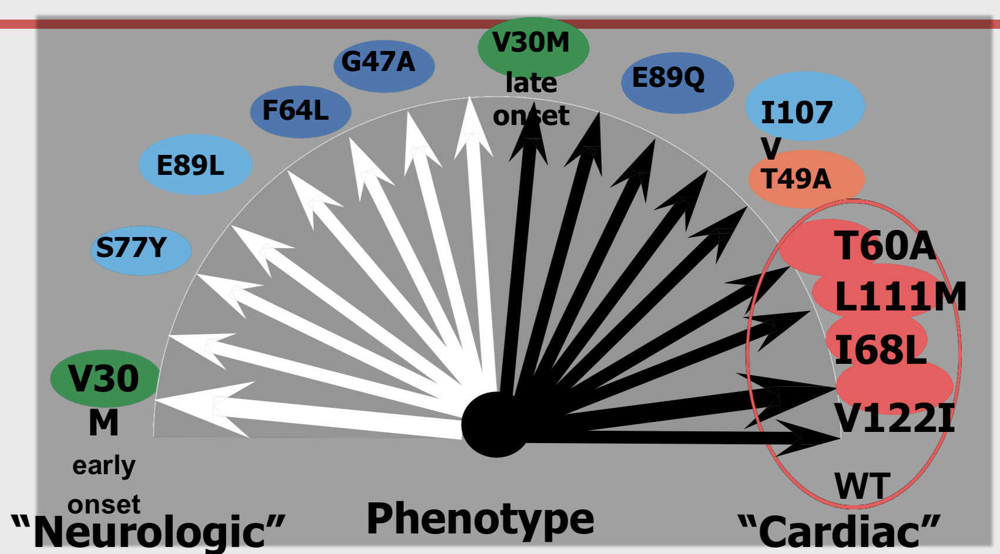 V30M
late
onset
G47A
E89Q
F64L
I107
V
E89L
T49A
S77Y
T60A
L111M
I68L
V30
M
early
onset
V122I
WT
“Neurologic”
Phenotype
“Cardiac”